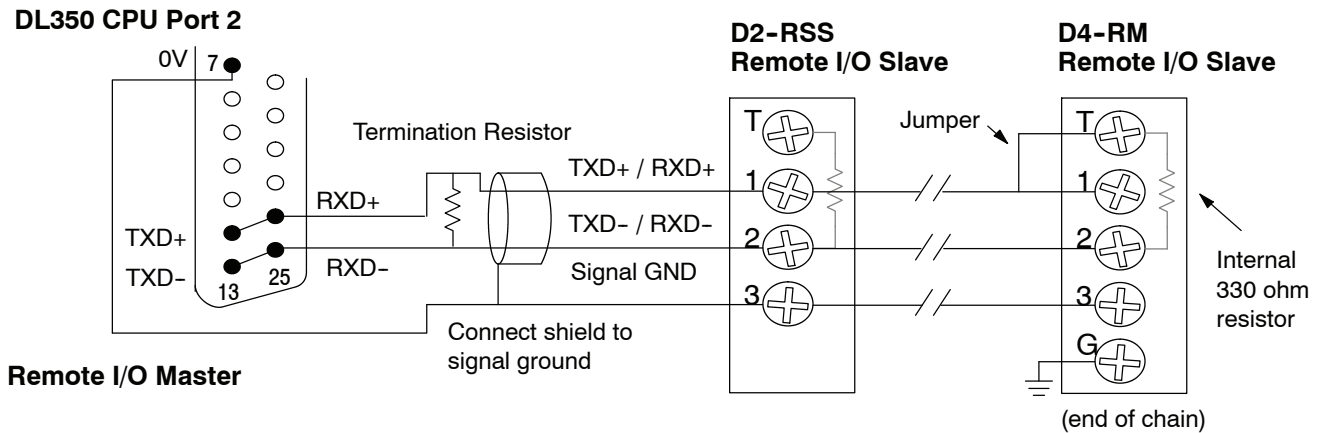 DL350 CPU Port 2
0V
7
TXD+
TXD-
13
25
RXD+
RXD-
Termination Resistor
TXD+ / RXD+
TXD- / RXD-
Signal GND
Connect shield to
signal ground
Remote I/O Master
D2-RSS
Remote I/O Slave
T
1
2
3
Jumper
D4-RM
Remote I/O Slave
T
1
2
3
G
Internal
330 ohm
resistor
(end of chain)